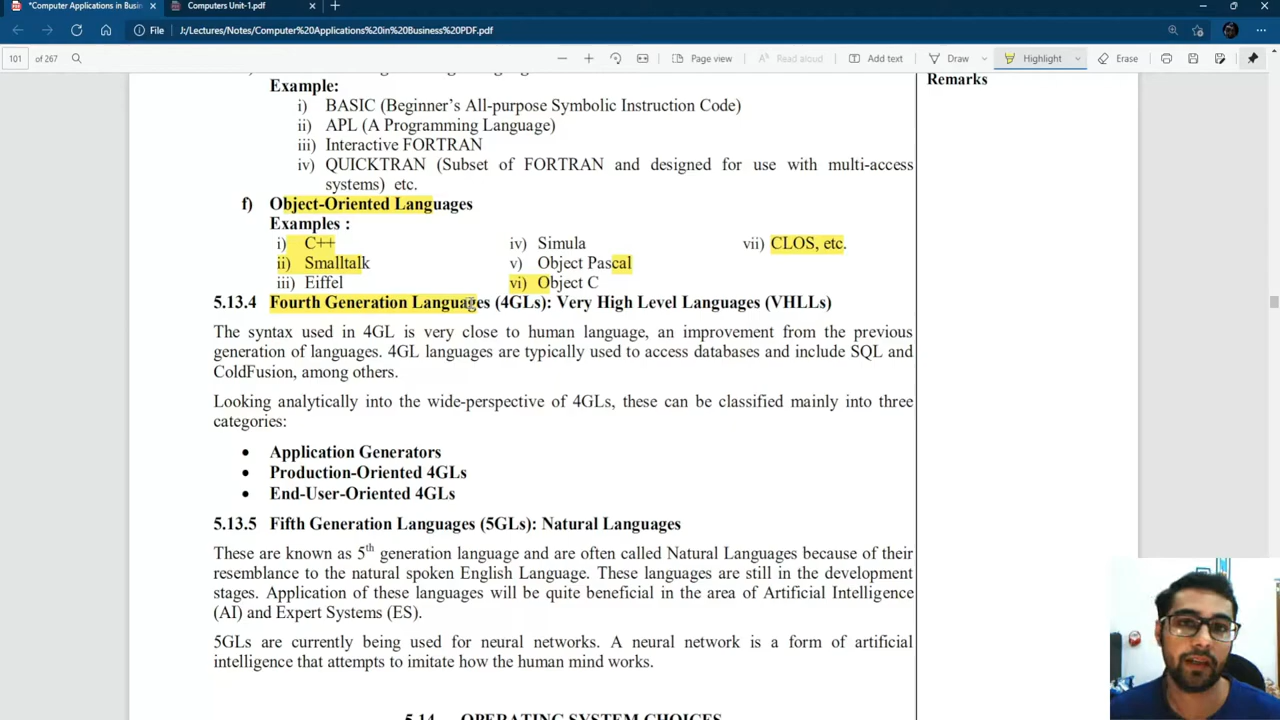 *Computer Applications in Busin
Computers Unit-1.pdf
File
J:/Lectures/Notes/Computer%20Applications%20in%20Business%20PDF.pdf
101 of 267
Page view
Read aloud
Add text
Draw
Highlight
Erase
Example:
Remarks
i) BASIC (Beginner's All-purpose Symbolic Instruction Code)
ii) APL (A Programming Language)
iii) Interactive FORTRAN
iv) QUICKTRAN (Subset of FORTRAN and designed for use with multi-access
systems) etc.
f) Object-Oriented Languages
Examples :
i) C++ iv) Simula vii) CLOS, etc.
ii) Smalltalk v) Object Pascal
iii) Eiffel vi) Object C
5.13.4 Fourth Generation Languages (4GLs): Very High Level Languages (VHLLs)
The syntax used in 4GL is very close to human language, an improvement from the previous
generation of languages. 4GL languages are typically used to access databases and include SQL and
ColdFusion, among others.
Looking analytically into the wide-perspective of 4GLs, these can be classified mainly into three
categories:
• Application Generators
• Production-Oriented 4GLs
• End-User-Oriented 4GLs
5.13.5 Fifth Generation Languages (5GLs): Natural Languages
These are known as 5th generation language and are often called Natural Languages because of their
resemblance to the natural spoken English Language. These languages are still in the development
stages. Application of these languages will be quite beneficial in the area of Artificial Intelligence
(AI) and Expert Systems (ES).
5GLs are currently being used for neural networks. A neural network is a form of artificial
intelligence that attempts to imitate how the human mind works.
5.14 OPERATING SYSTEM CHOICES